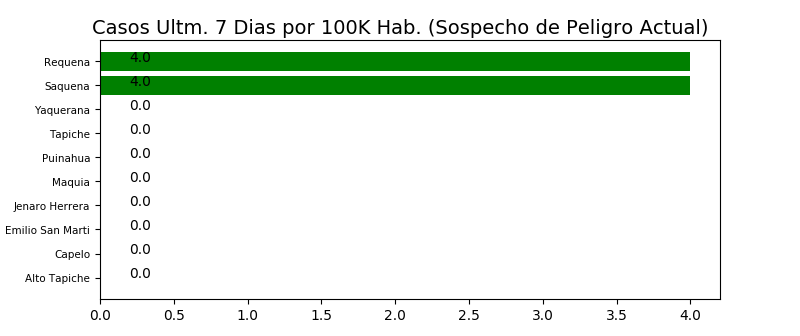 Casos Ultm. 7 Dias por 100K Hab. (Sospecho de Peligro Actual)
Requena 4.0
Saquena 4.0
Yaquerana 0.0
Tapiche 0.0
Puinahua 0.0
Maquia 0.0
Jenaro Herrera 0.0
Emilio San Marti 0.0
Capelo 0.0
Alto Tapiche 0.0
0.0 0.5 1.0 1.5 2.0 2.5 3.0 3.5 4.0